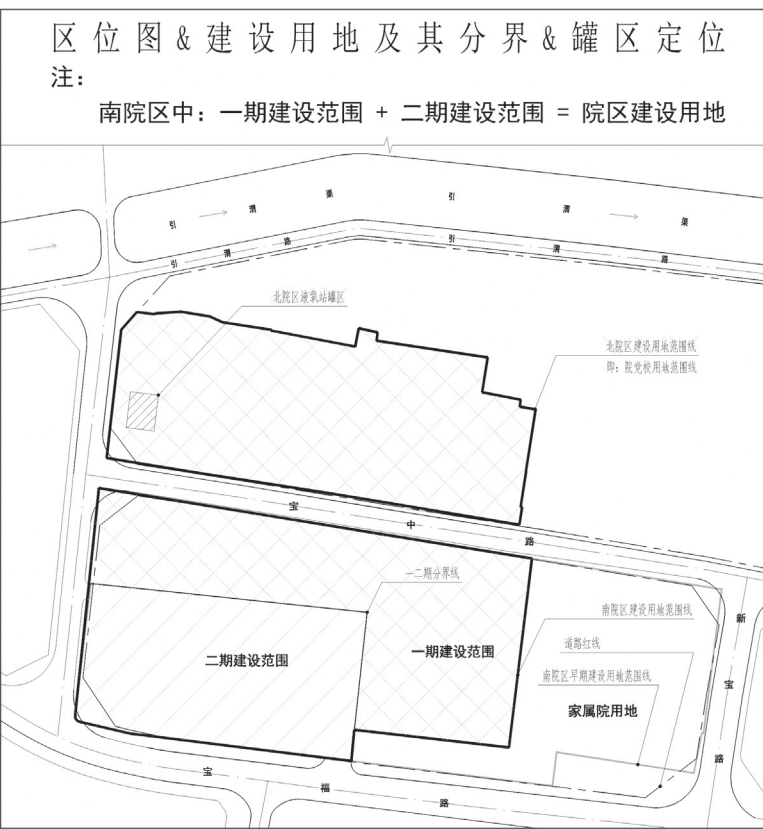 区位图&建设用地及其分界&罐区定位
注：
南院区中：一期建设范围 + 二期建设范围 = 院区建设用地
引 渭 渠
引 渭 渠
引 渭 路
引 渭 路
北院区液氧站罐区
北院区建设用地范围线
即：院党校用地范围线
宝 中 路
一二期分界线
南院区建设用地范围线
新 宝 路
道路红线
二期建设范围
一期建设范围
南院区早期建设用地范围线
家属院用地
宝 福 路